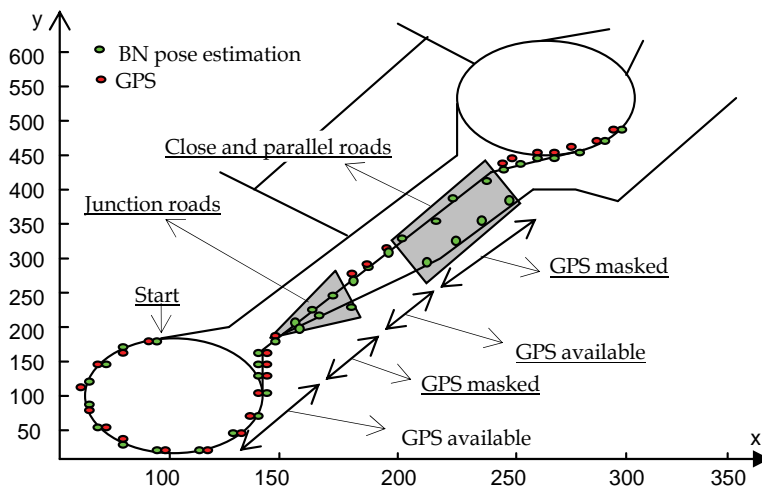 y
600
550
500
450
400
350
300
250
200
150
100
50
BN pose estimation
GPS
Close and parallel roads
Junction roads
Start
GPS masked
GPS available
GPS masked
GPS available
x
100
150
200
250
300
350